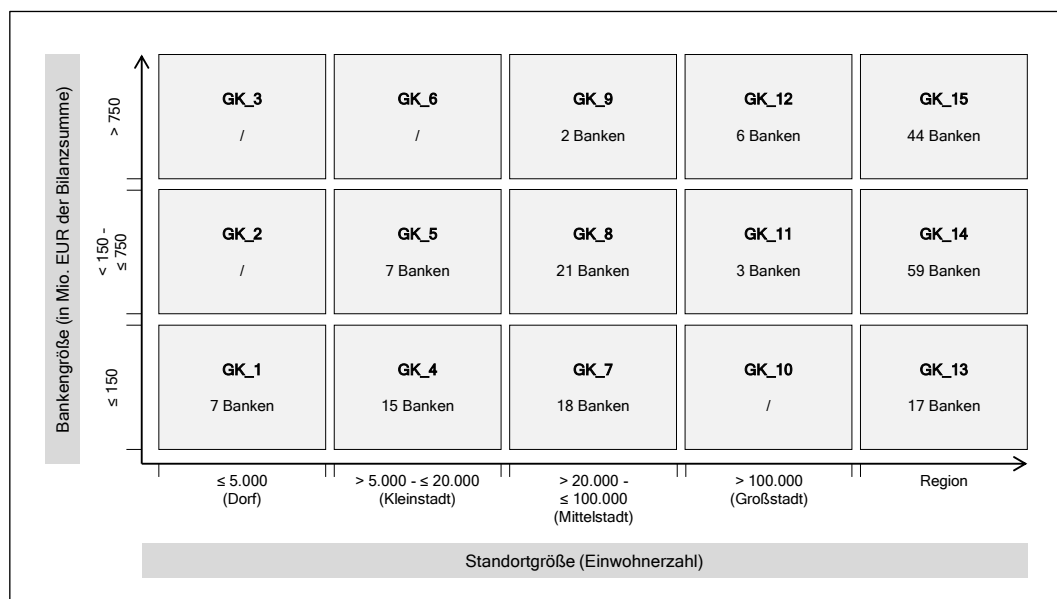 Bankengröße (in Mio. EUR der Bilanzsumme)
> 750
GK_3
/
GK_6
/
GK_9
2 Banken
GK_12
6 Banken
GK_15
44 Banken
< 150 -
≤ 750
GK_2
/
GK_5
7 Banken
GK_8
21 Banken
GK_11
3 Banken
GK_14
59 Banken
≤ 150
GK_1
7 Banken
GK_4
15 Banken
GK_7
18 Banken
GK_10
/
GK_13
17 Banken
≤ 5.000
(Dorf)
> 5.000 - ≤ 20.000
(Kleinstadt)
> 20.000 -
≤ 100.000
(Mittelstadt)
> 100.000
(Großstadt)
Region
Standortgröße (Einwohnerzahl)